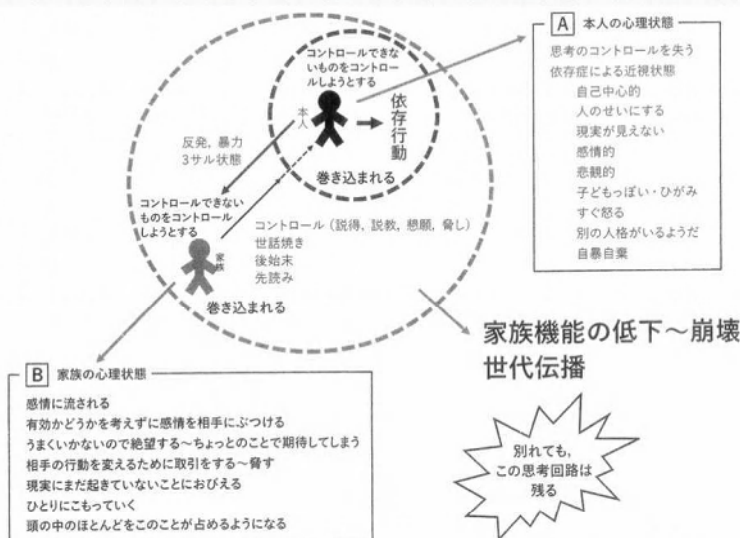 コントロールできな
いものをコントロー
ルしようとする
本人
依存行動
巻き込まれる
反発, 暴力
3サル状態
コントロールできない
ものをコントロール
しようとする
家族
巻き込まれる
コントロール（説得, 説教, 懇願, 脅し）
世話焼き
後始末
先読み
A 本人の心理状態
思考のコントロールを失う
依存症による近視状態
自己中心的
人のせいにする
現実が見えない
感情的
悲観的
子どもっぽい・ひがみ
すぐ怒る
別の人格がいるようだ
自暴自棄
家族機能の低下〜崩壊
世代伝播
B 家族の心理状態
感情に流される
有効かどうかを考えずに感情を相手にぶつける
うまくいかないので絶望する〜ちょっとのことで期待してしまう
相手の行動を変えるために取引をする〜脅す
現実にまだ起きていないことにおびえる
ひとりにこもっていく
頭の中のほとんどをこのことが占めるようになる
別れても,
この思考回路は
残る